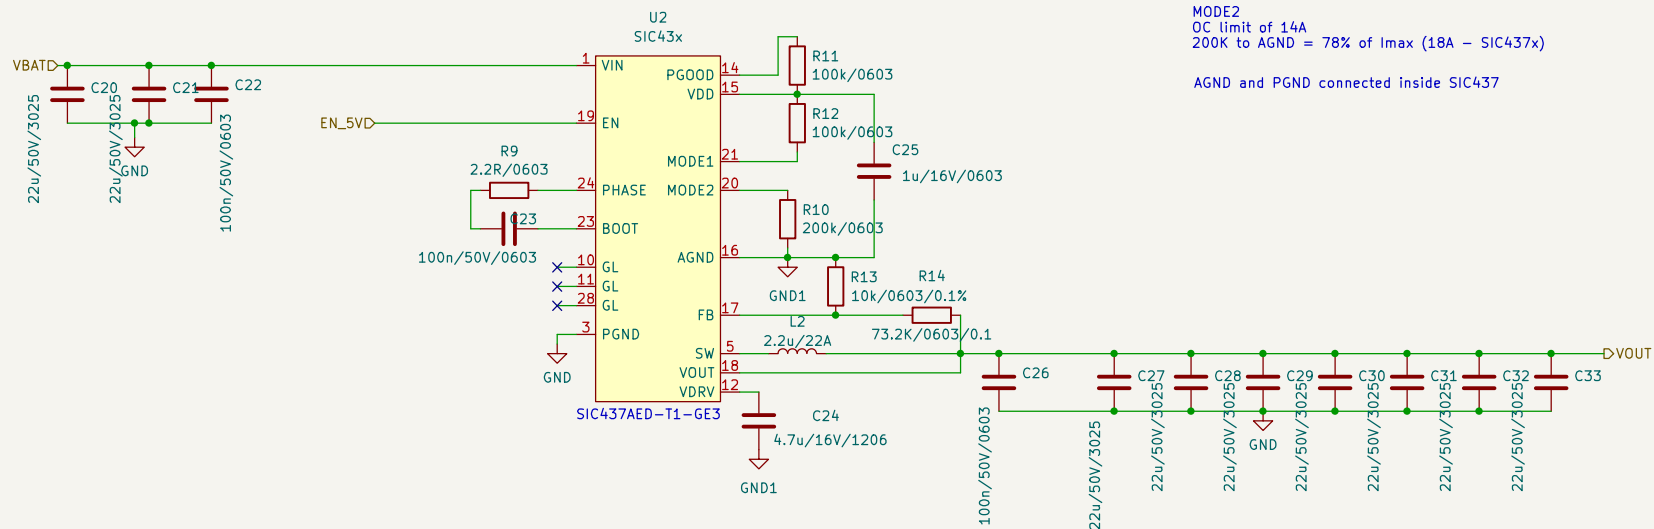 MODE2
OC limit of 14A
200K to AGND = 78% of Imax (18A - SIC437x)
AGND and PGND connected inside SIC437
U2
SIC43x
VBAT
C20
22u/50V/3025
C21
22u/50V/3025
C22
100n/50V/0603
GND
EN_5V
R9
2.2R/0603
C23
100n/50V/0603
1
VIN
19
EN
24
PHASE
23
BOOT
10
GL
11
GL
28
GL
3
PGND
GND
PGOOD
14
VDD
15
MODE1
21
MODE2
20
AGND
16
FB
17
SW
5
VOUT
18
VDRV
12
SIC437AED-T1-GE3
R11
100k/0603
R12
100k/0603
C25
1u/16V/0603
R10
200k/0603
GND1
R13
10k/0603/0.1%
R14
73.2K/0603/0.1
L2
2.2u/22A
C24
4.7u/16V/1206
GND1
C26
100n/50V/0603
C27
22u/50V/3025
C28
22u/50V/3025
C29
22u/50V/3025
C30
22u/50V/3025
C31
22u/50V/3025
C32
22u/50V/3025
C33
22u/50V/3025
GND
VOUT